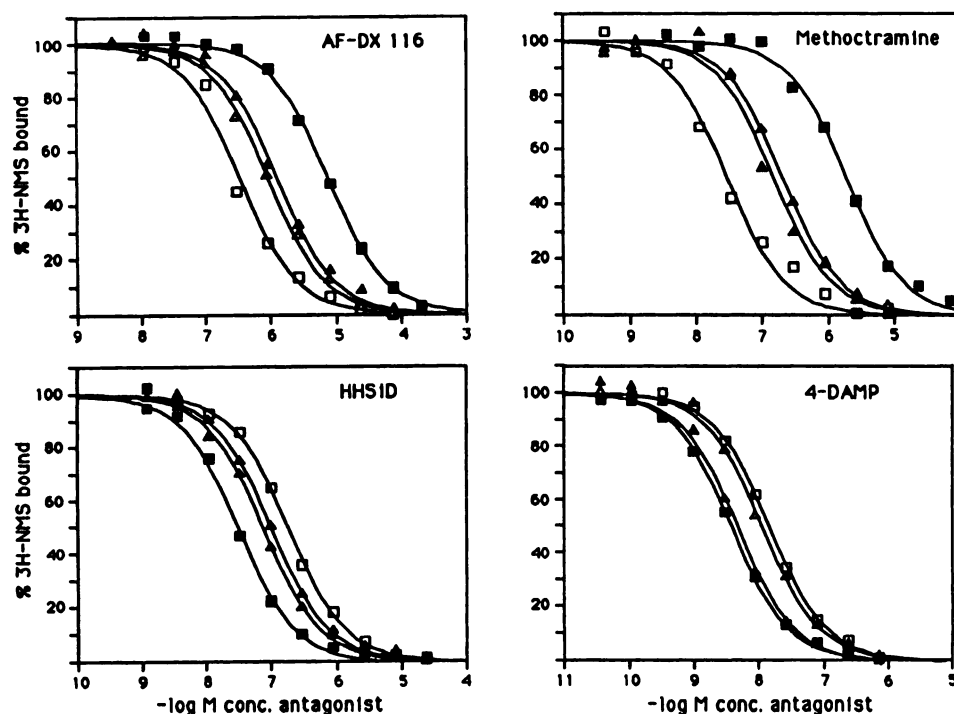 AF-DX 116
% 3H-NMS bound
100
80
60
40
20
9 8 7 6 5 4 3
Methoctramine
100
80
60
40
20
10 9 8 7 6 5
HHSiD
% 3H-NMS bound
100
80
60
40
20
10 9 8 7 6 5 4
-log M conc. antagonist
4-DAMP
100
80
60
40
20
11 10 9 8 7 6 5
-log M conc. antagonist